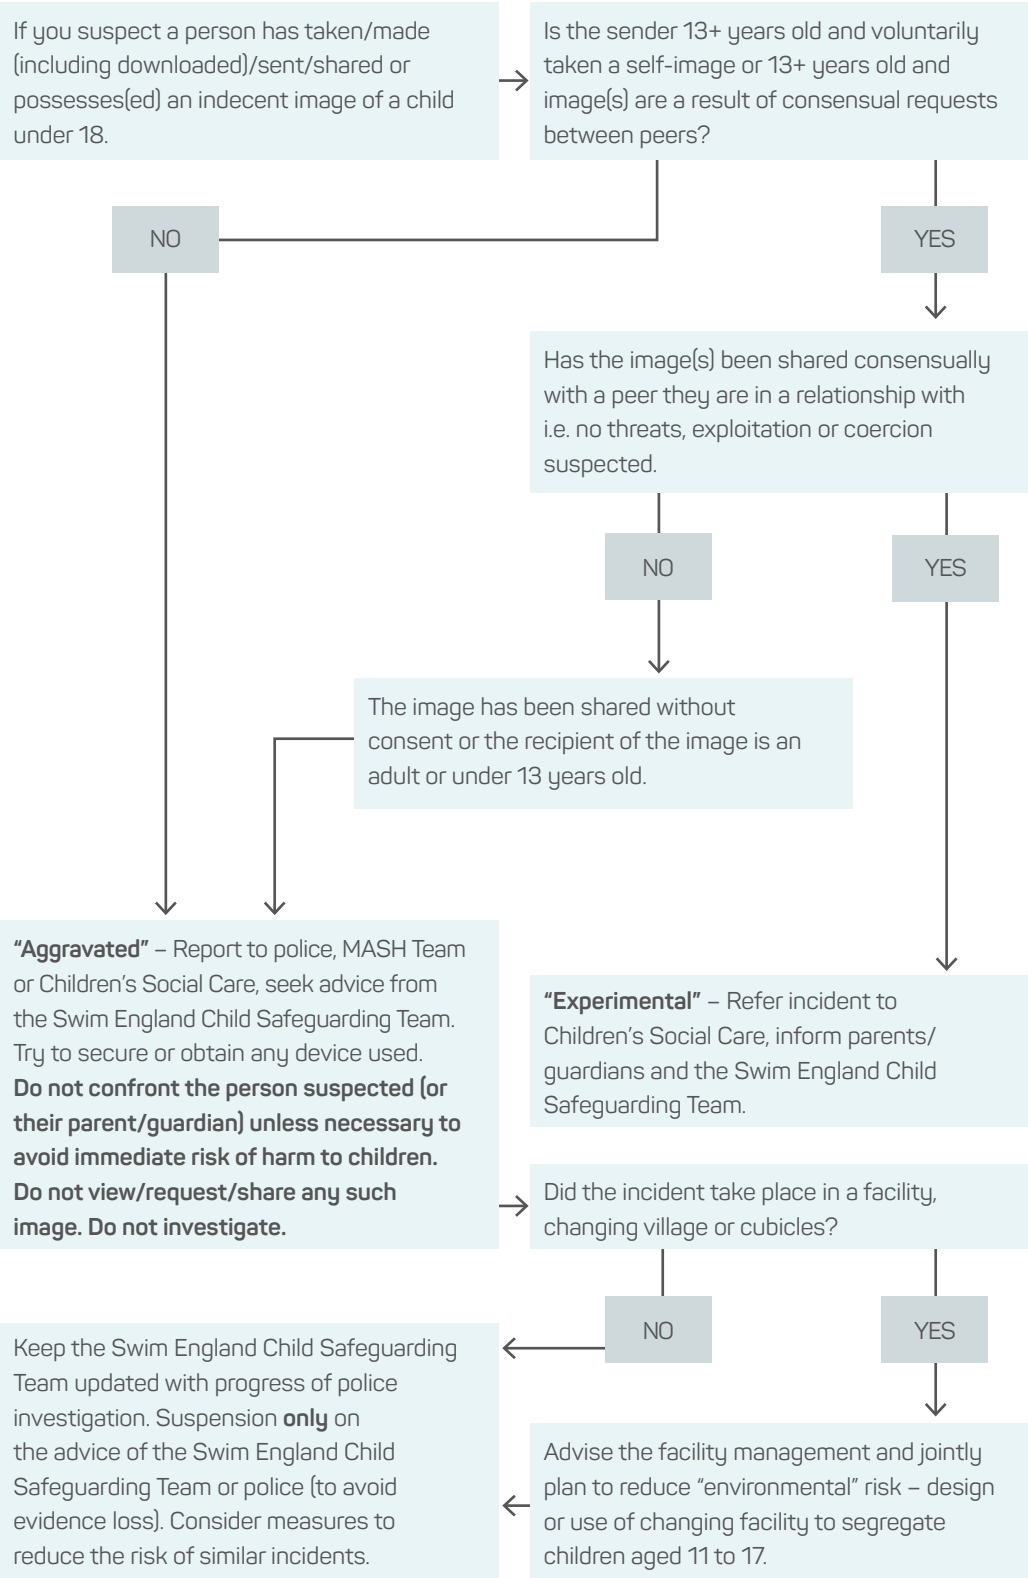 If you suspect a person has taken/made
(including downloaded)/sent/shared or
possesses(ed) an indecent image of a child
under 18.
Is the sender 13+ years old and voluntarily
taken a self-image or 13+ years old and
image(s) are a result of consensual requests
between peers?
NO
YES
Has the image(s) been shared consensually
with a peer they are in a relationship with
i.e. no threats, exploitation or coercion
suspected.
NO
YES
The image has been shared without
consent or the recipient of the image is an
adult or under 13 years old.
“Aggravated” – Report to police, MASH Team
or Children’s Social Care, seek advice from
the Swim England Child Safeguarding Team.
Try to secure or obtain any device used.
Do not confront the person suspected (or
their parent/guardian) unless necessary to
avoid immediate risk of harm to children.
Do not view/request/share any such
image. Do not investigate.
“Experimental” – Refer incident to
Children’s Social Care, inform parents/
guardians and the Swim England Child
Safeguarding Team.
Did the incident take place in a facility,
changing village or cubicles?
NO
YES
Keep the Swim England Child Safeguarding
Team updated with progress of police
investigation. Suspension only on
the advice of the Swim England Child
Safeguarding Team or police (to avoid
evidence loss). Consider measures to
reduce the risk of similar incidents.
Advise the facility management and jointly
plan to reduce “environmental” risk – design
or use of changing facility to segregate
children aged 11 to 17.